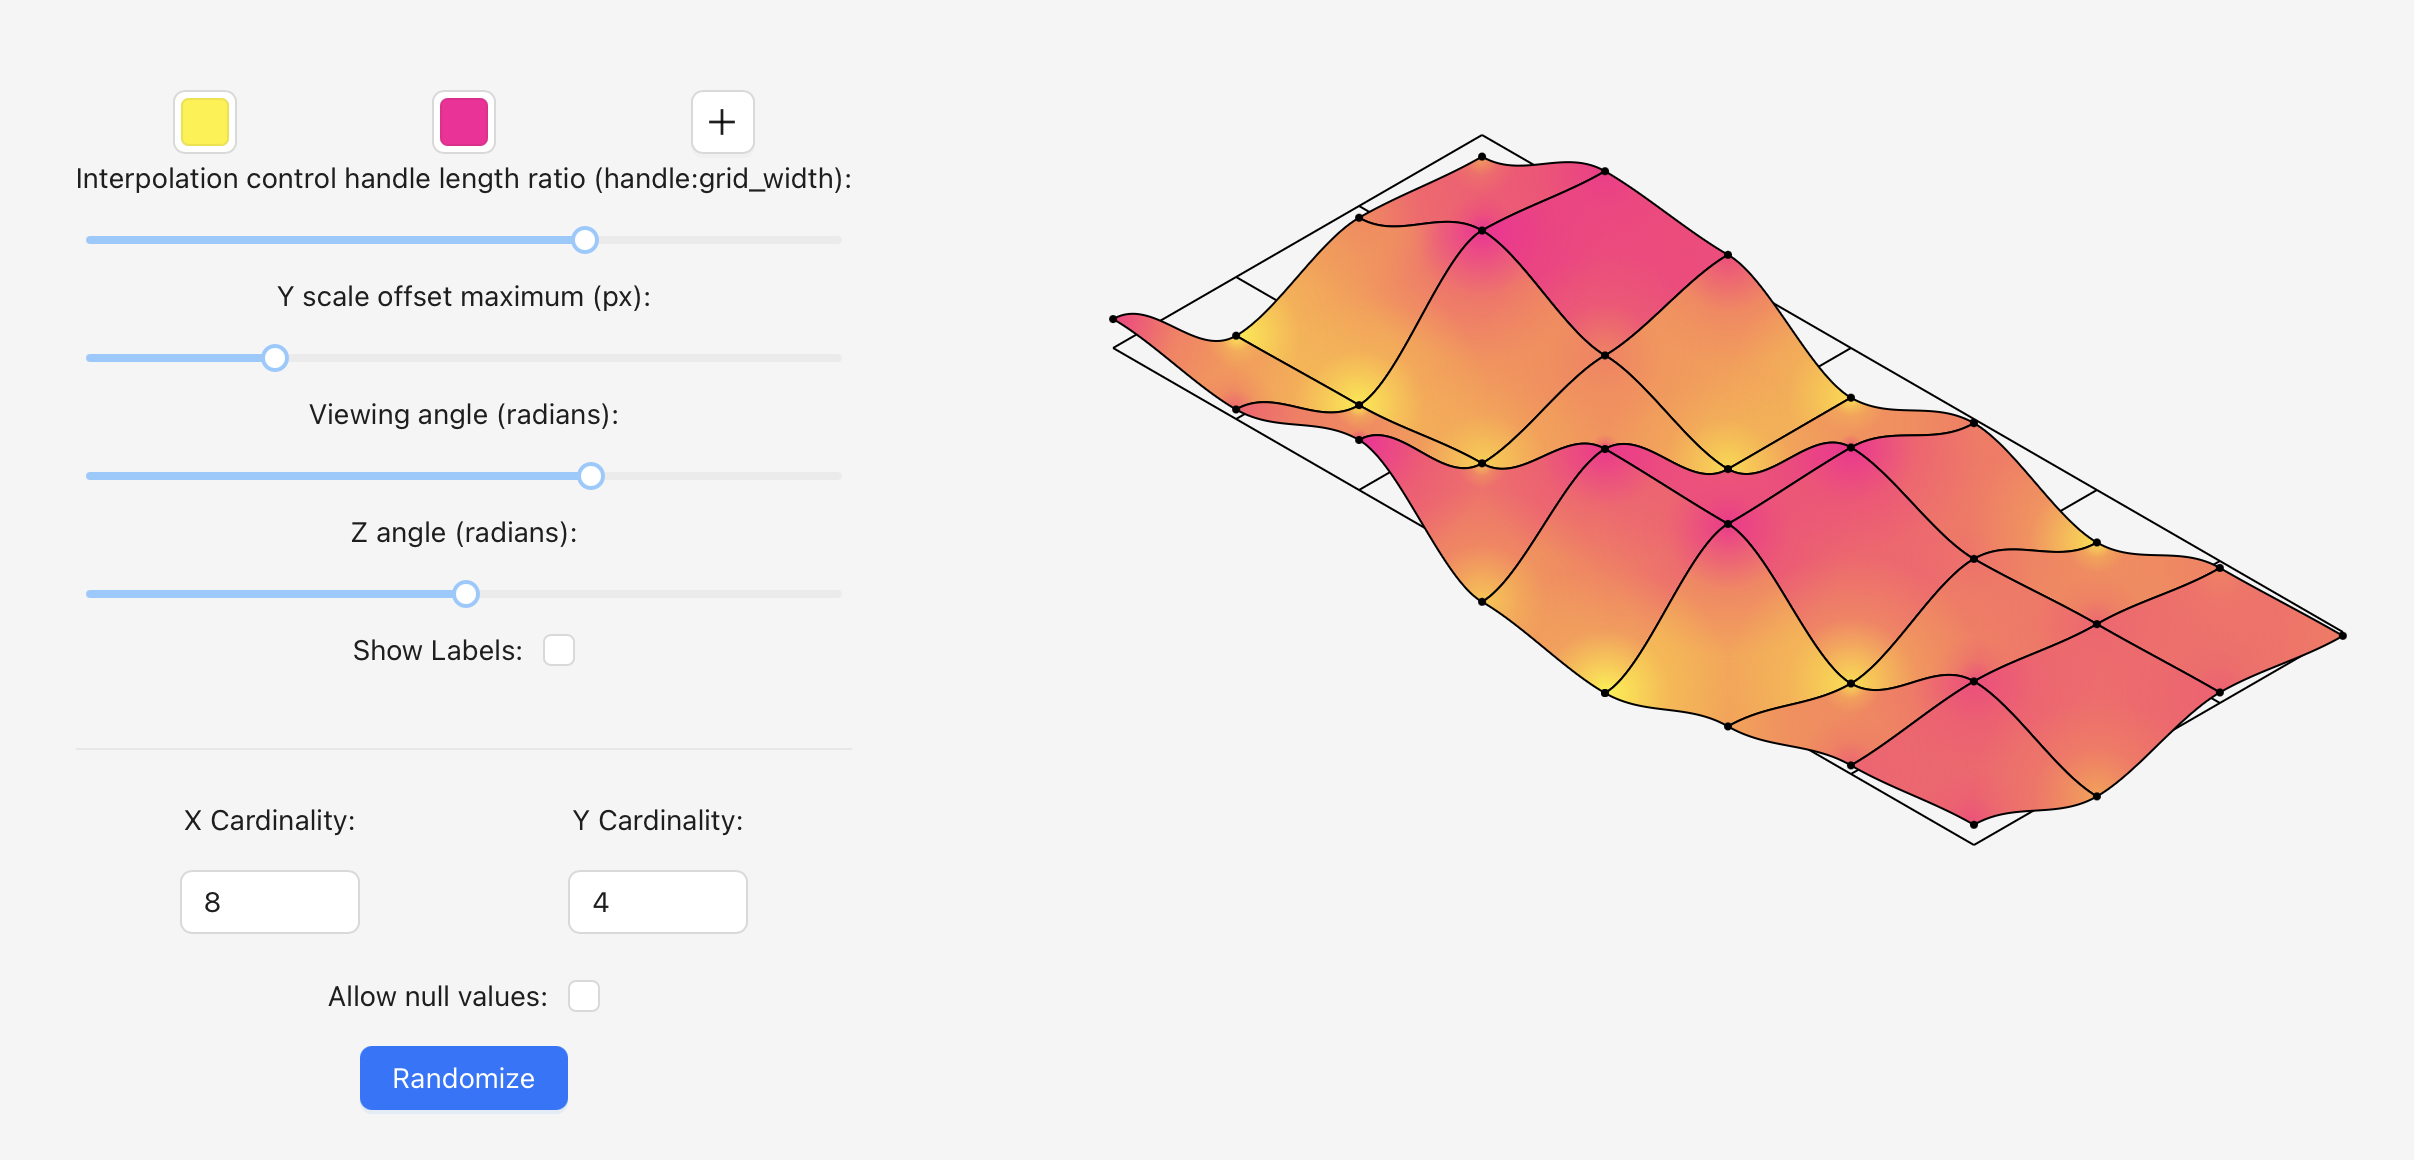 Interpolation control handle length ratio (handle:grid_width):
Y scale offset maximum (px):
Viewing angle (radians):
Z angle (radians):
Show Labels:
X Cardinality:
Y Cardinality:
8
4
Allow null values:
Randomize